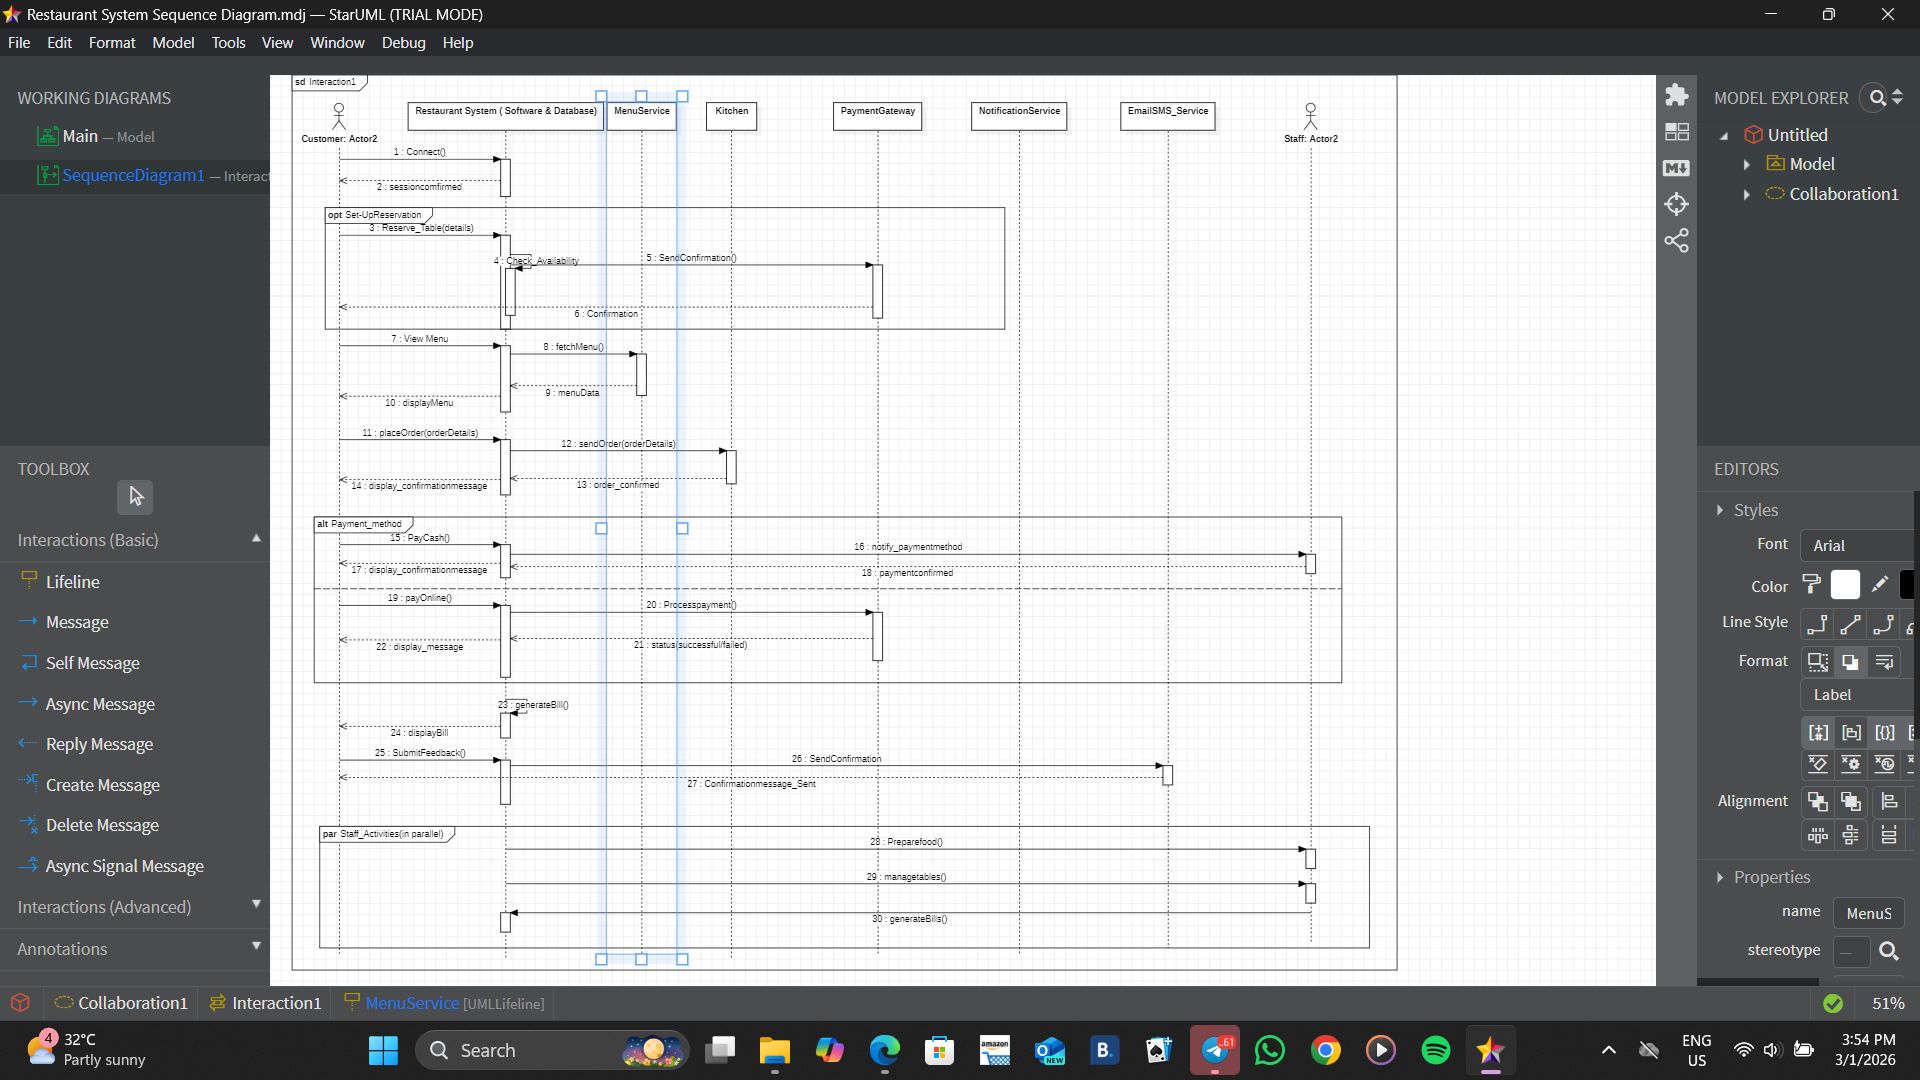 Restaurant System Sequence Diagram.mdj — StarUML (TRIAL MODE)
File Edit Format Model Tools View Window Debug Help
WORKING DIAGRAMS
Main — Model
SequenceDiagram1 — Interact
TOOLBOX
Interactions (Basic)
Lifeline
Message
Self Message
Async Message
Reply Message
Create Message
Delete Message
Async Signal Message
Interactions (Advanced)
Annotations
sd Interaction1
Customer: Actor2
Restaurant System ( Software & Database)
MenuService
Kitchen
PaymentGateway
NotificationService
EmailSMS_Service
Staff: Actor2
1 : Connect()
2 : sessioncomfirmed
opt Set-UpReservation
3 : Reserve_Table(details)
4 : Check_Availability
5 : SendConfirmation()
6 : Confirmation
7 : View Menu
8 : fetchMenu()
9 : menuData
10 : displayMenu
11 : placeOrder(orderDetails)
12 : sendOrder(orderDetails)
13 : order_confirmed
14 : display_confirmationmessage
alt Payment_method
15 : PayCash()
16 : notify_paymentmethod
17 : display_confirmationmessage
18 : paymentconfirmed
19 : payOnline()
20 : Processpayment()
21 : status(successful/failed)
22 : display_message
23 : generateBill()
24 : displayBill
25 : SubmitFeedback()
26 : SendConfirmation
27 : Confirmationmessage_Sent
par Staff_Activities(in parallel)
28 : Preparefood()
29 : managetables()
30 : generateBills()
MODEL EXPLORER
Untitled
Model
Collaboration1
EDITORS
Styles
Font Arial
Color
Line Style
Format
Label
Alignment
Properties
name MenuS
stereotype —
Collaboration1 Interaction1 MenuService [UMLLifeline]
51%
4
32°C
Partly sunny
Search
amazon
NEW
B.
61
ENG
US
3:54 PM
3/1/2026